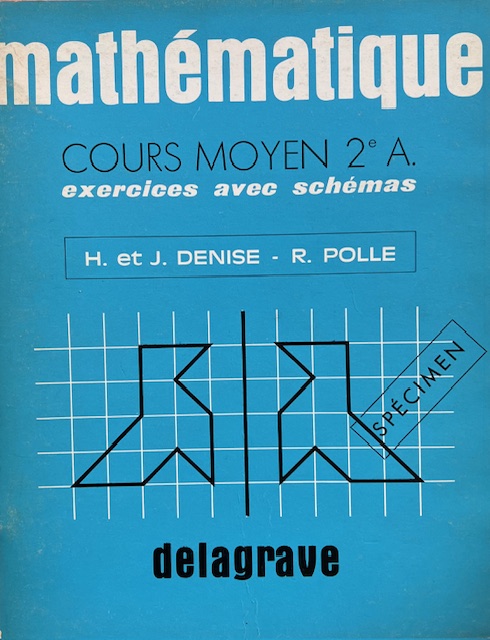 mathématique
COURS MOYEN 2e A.
exercices avec schémas
H. et J. DENISE - R. POLLE
SPÉCIMEN
delagrave